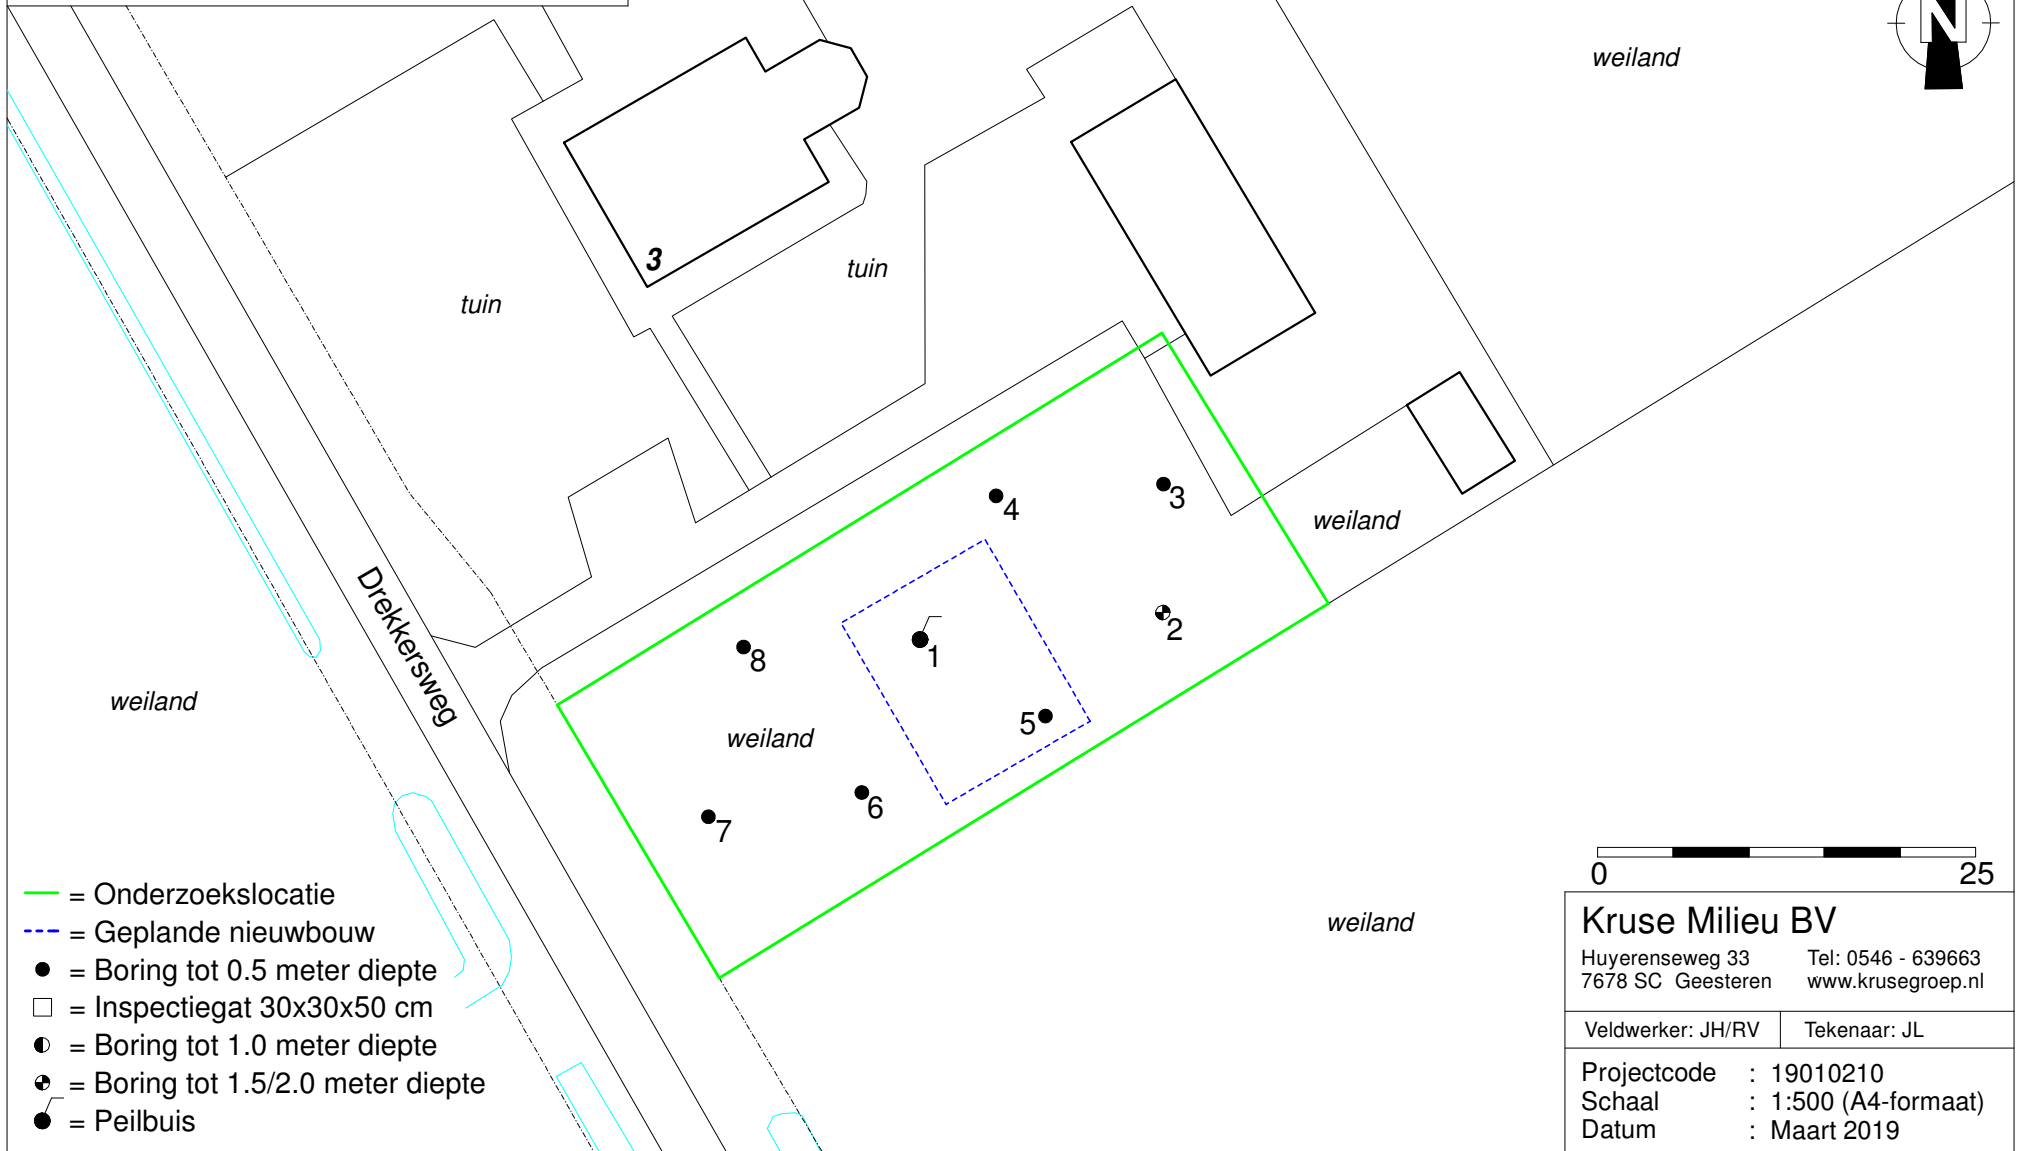 N
weiland
3
tuin
tuin
weiland
Drekkersweg
weiland
weiland
weiland
4
3
2
1
8
5
6
7
= Onderzoekslocatie
= Geplande nieuwbouw
= Boring tot 0.5 meter diepte
= Inspectiegat 30x30x50 cm
= Boring tot 1.0 meter diepte
= Boring tot 1.5/2.0 meter diepte
= Peilbuis
0 25
Kruse Milieu BV
Huyerenseweg 33 Tel: 0546 - 639663
7678 SC Geesteren www.krusegroep.nl
Veldwerker: JH/RV Tekenaar: JL
Projectcode : 19010210
Schaal : 1:500 (A4-formaat)
Datum : Maart 2019